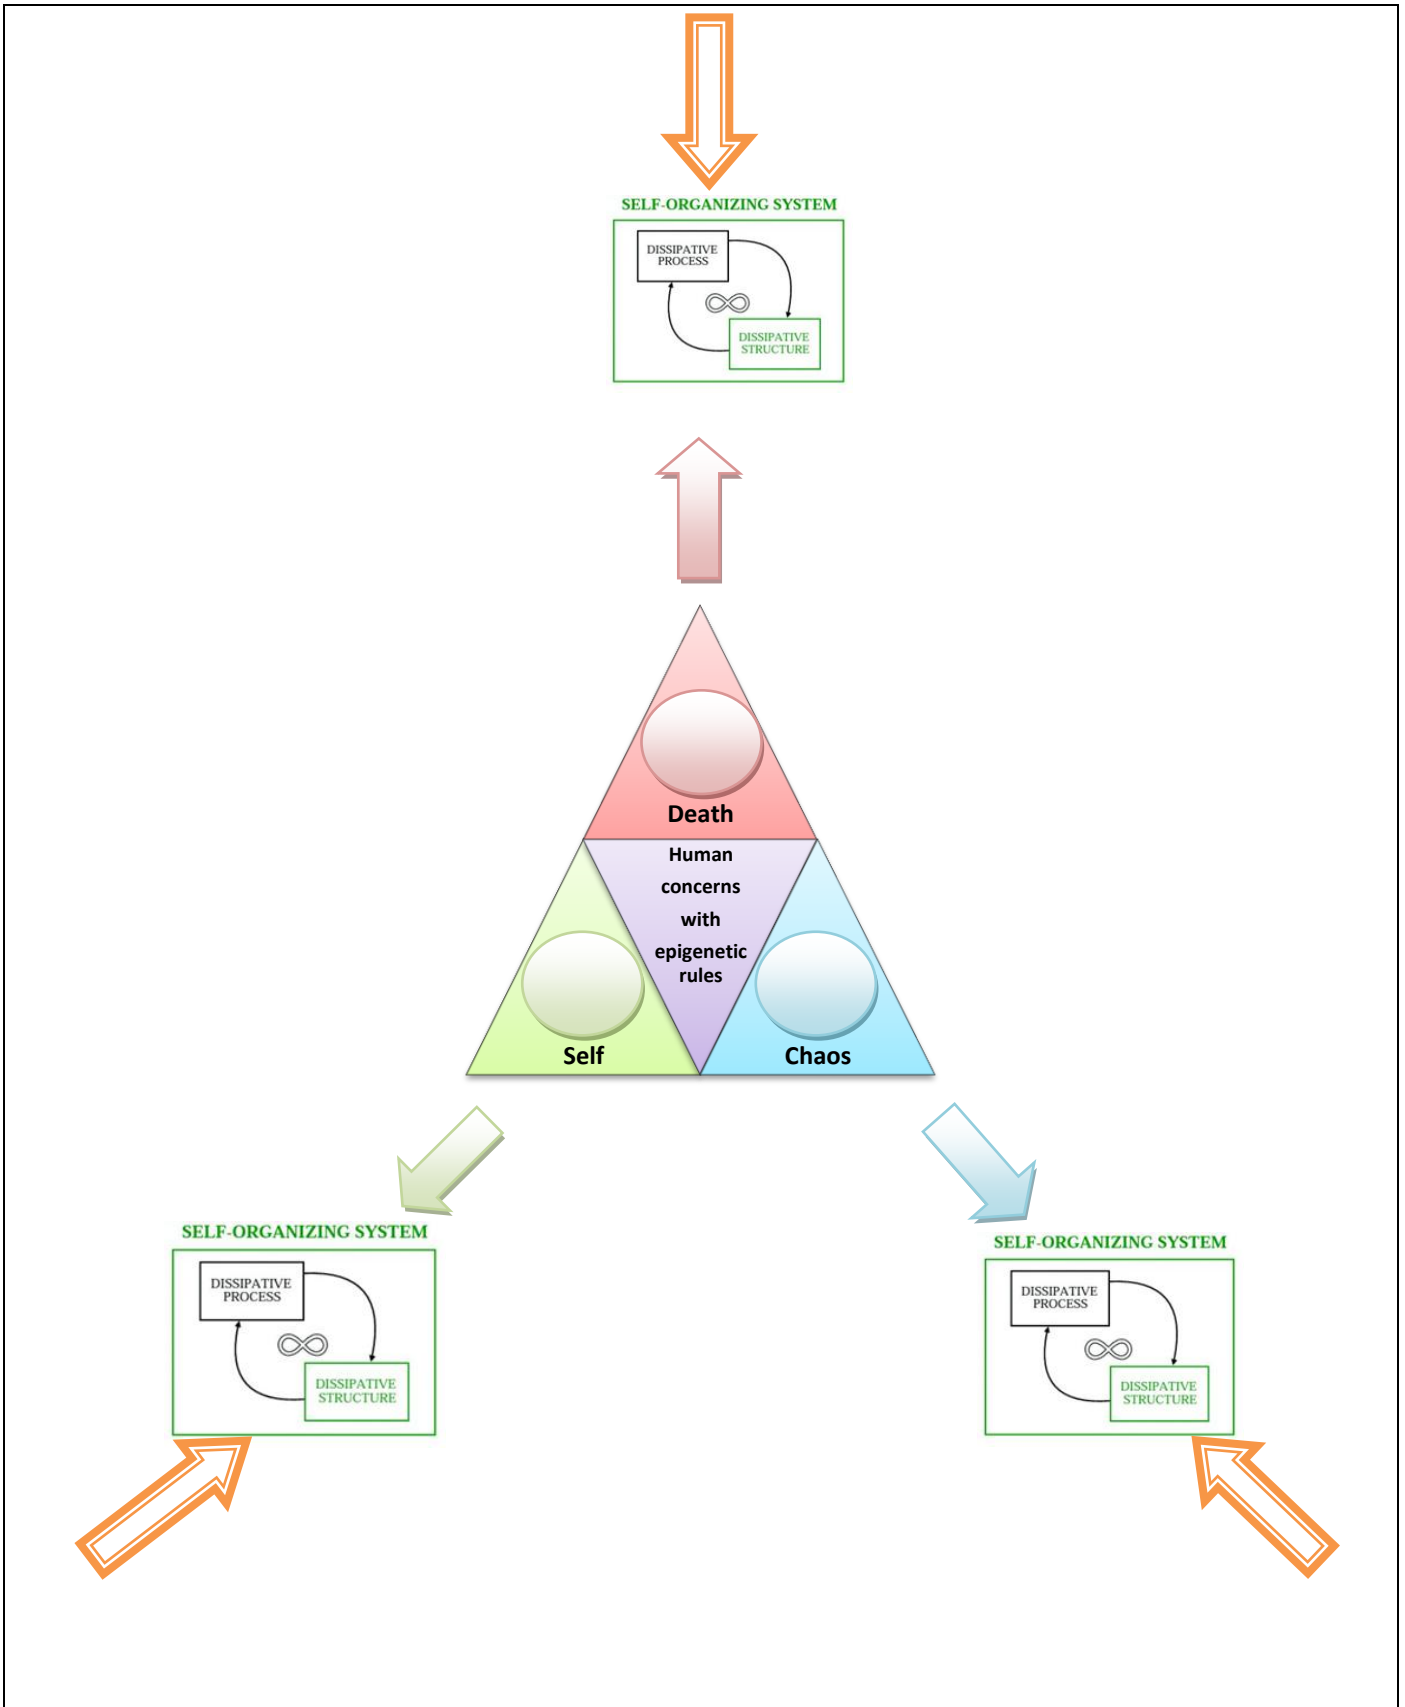 SELF-ORGANIZING SYSTEM
DISSIPATIVE
PROCESS
DISSIPATIVE
STRUCTURE
Death
Human
concerns
with
epigenetic
rules
Self
Chaos
SELF-ORGANIZING SYSTEM
DISSIPATIVE
PROCESS
DISSIPATIVE
STRUCTURE
SELF-ORGANIZING SYSTEM
DISSIPATIVE
PROCESS
DISSIPATIVE
STRUCTURE